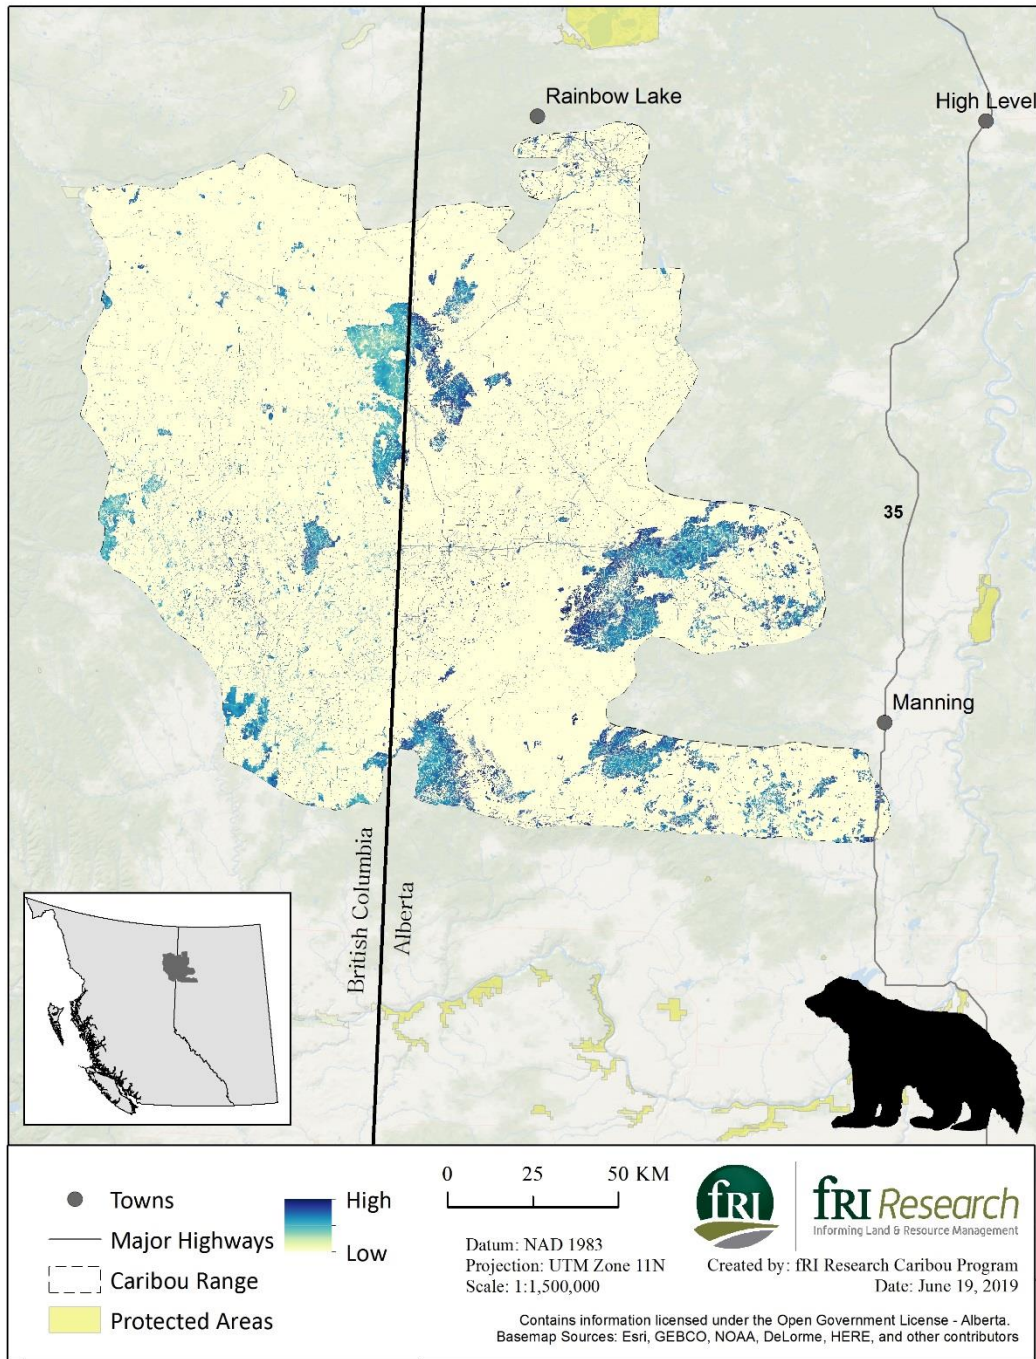 Rainbow Lake
High Level
35
Manning
British Columbia
Alberta
Towns
Major Highways
Caribou Range
Protected Areas
High
Low
0 25 50 KM
Datum: NAD 1983
Projection: UTM Zone 11N
Scale: 1:1,500,000
fRI
fRI Research
Informing Land & Resource Management
Created by: fRI Research Caribou Program
Date: June 19, 2019
Contains information licensed under the Open Government License - Alberta.
Basemap Sources: Esri, GEBCO, NOAA, DeLorme, HERE, and other contributors